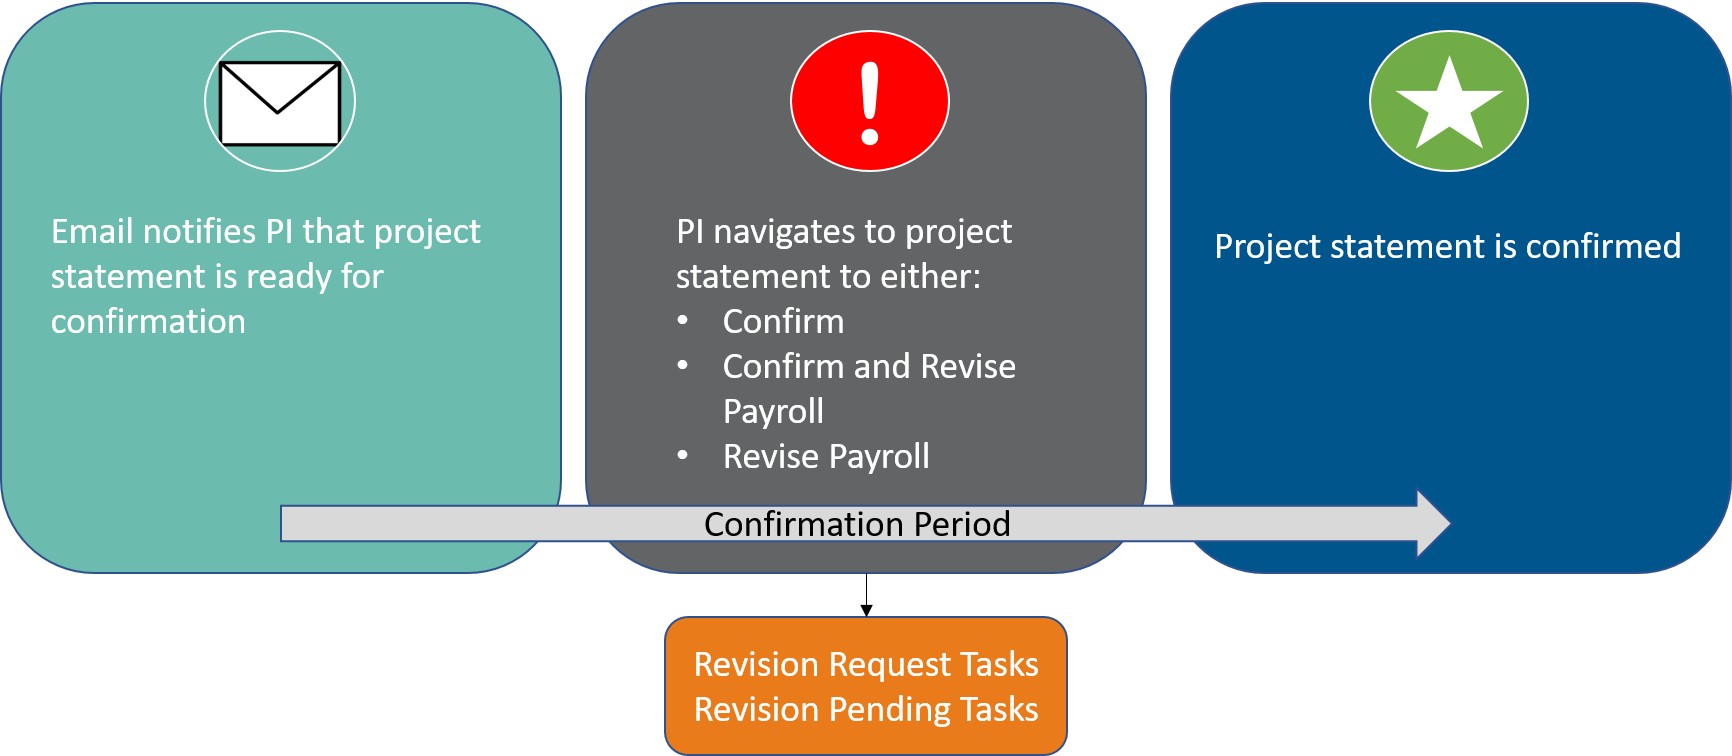 Email notifies PI that project
statement is ready for
confirmation
PI navigates to project
statement to either:
• Confirm
• Confirm and Revise
Payroll
• Revise Payroll
Project statement is confirmed
Confirmation Period
Revision Request Tasks
Revision Pending Tasks